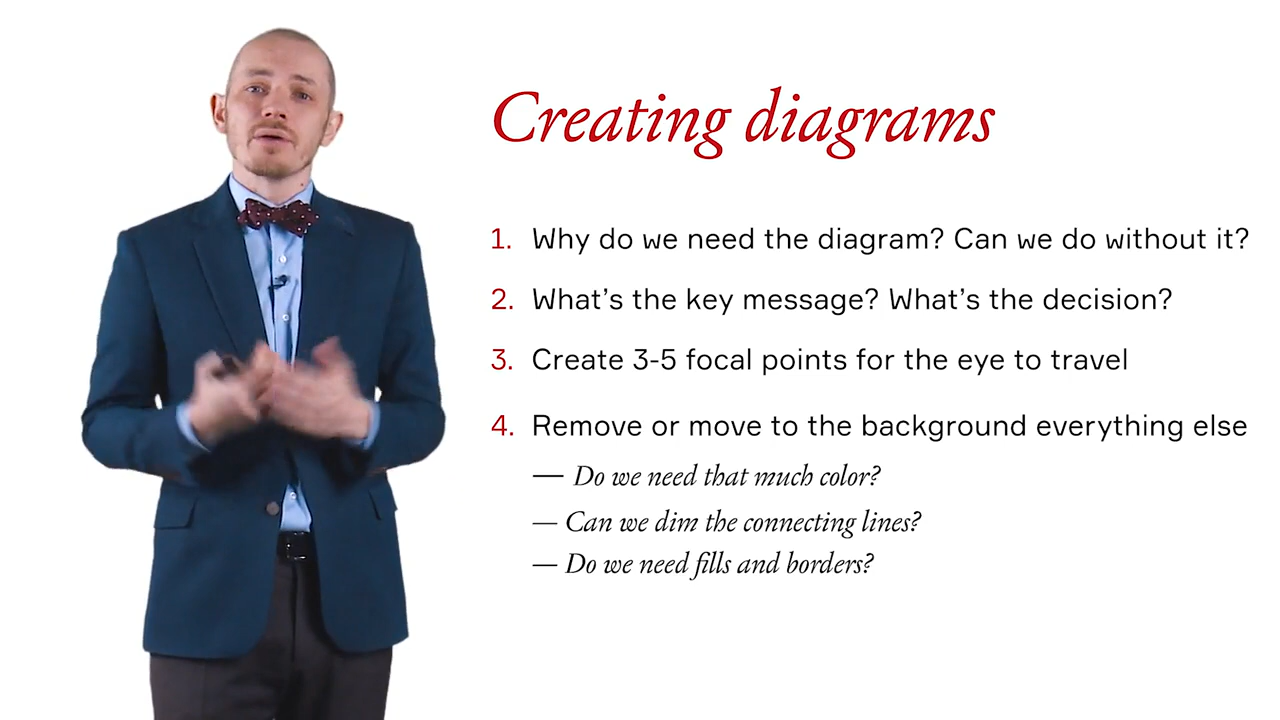 Creating diagrams
1. Why do we need the diagram? Can we do without it?
2. What’s the key message? What’s the decision?
3. Create 3-5 focal points for the eye to travel
4. Remove or move to the background everything else
— Do we need that much color?
— Can we dim the connecting lines?
— Do we need fills and borders?